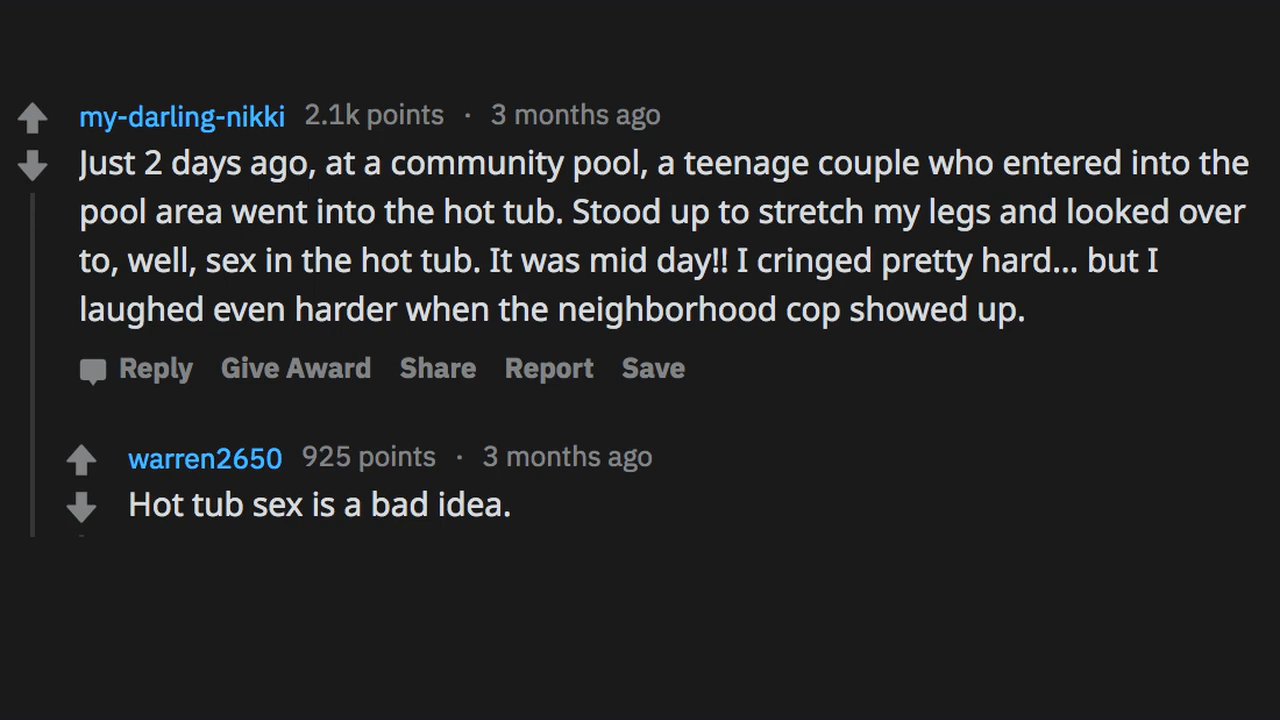 my-darling-nikki 2.1k points · 3 months ago
Just 2 days ago, at a community pool, a teenage couple who entered into the
pool area went into the hot tub. Stood up to stretch my legs and looked over
to, well, sex in the hot tub. It was mid day!! I cringed pretty hard... but I
laughed even harder when the neighborhood cop showed up.
Reply Give Award Share Report Save
warren2650 925 points · 3 months ago
Hot tub sex is a bad idea.